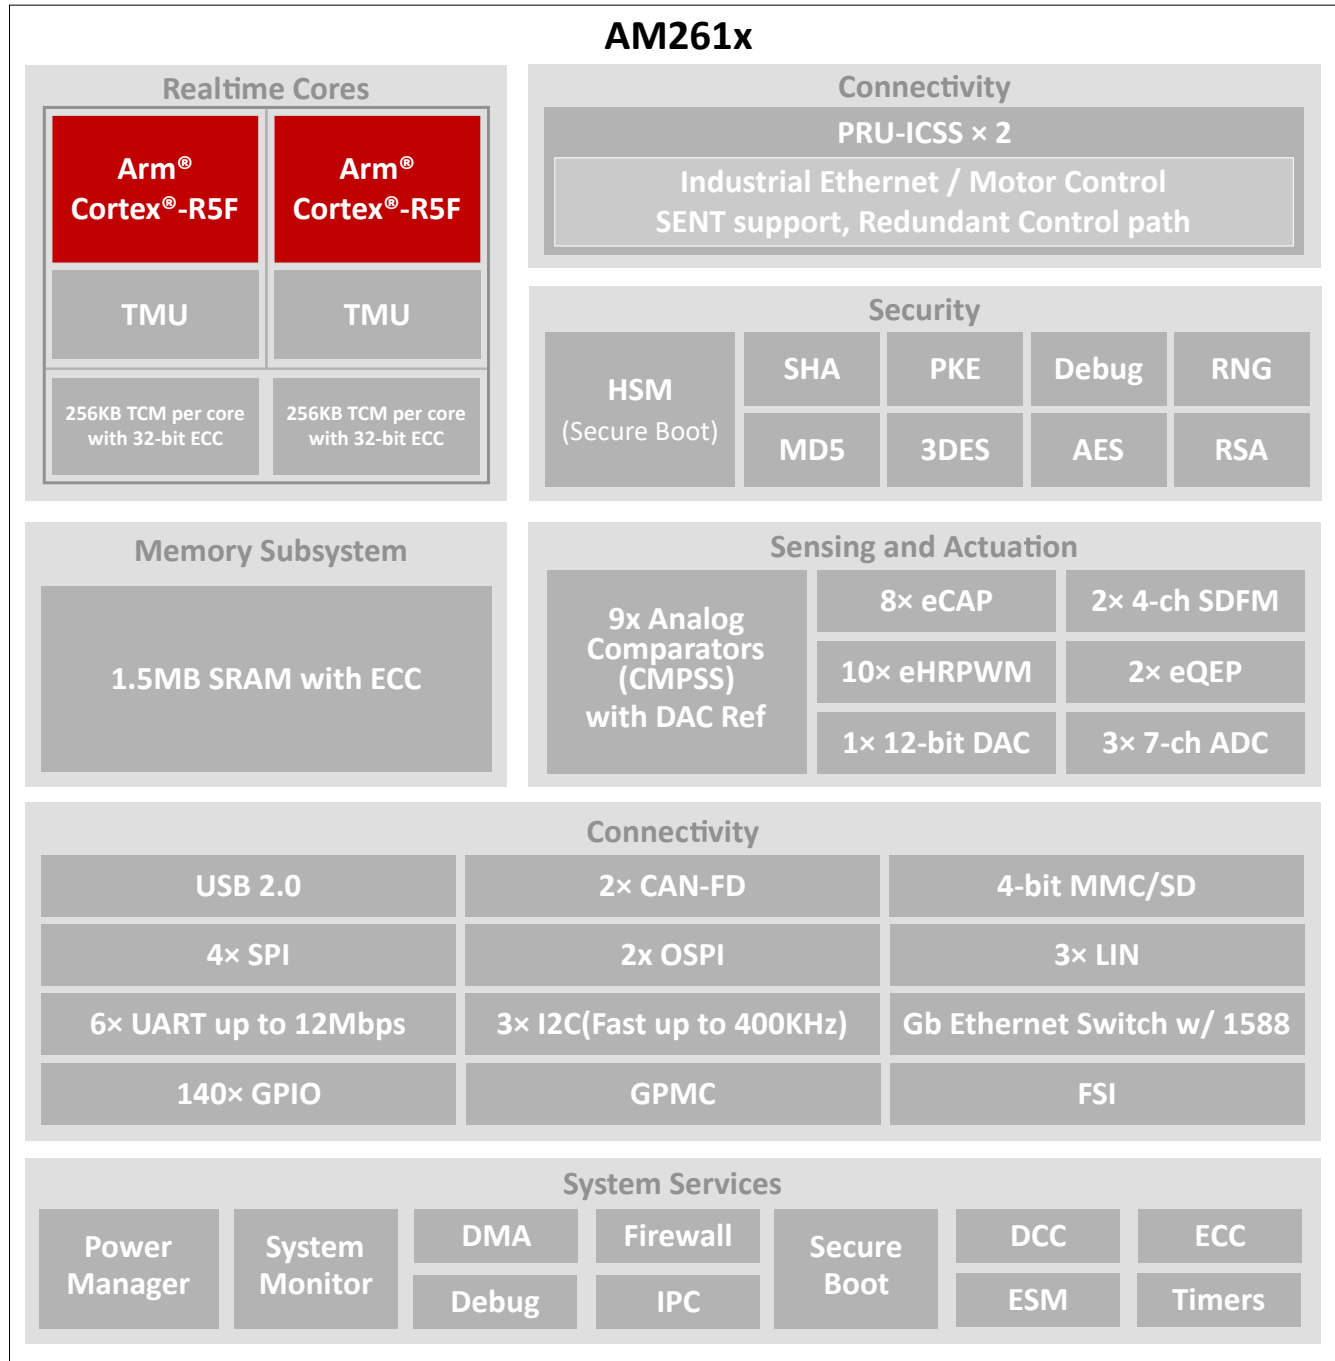 AM261x
Realtime Cores
Arm®
Cortex®-R5F
Arm®
Cortex®-R5F
TMU
TMU
256KB TCM per core
with 32-bit ECC
256KB TCM per core
with 32-bit ECC
Connectivity
PRU-ICSS × 2
Industrial Ethernet / Motor Control
SENT support, Redundant Control path
Security
HSM
(Secure Boot)
SHA
PKE
Debug
RNG
MD5
3DES
AES
RSA
Memory Subsystem
1.5MB SRAM with ECC
Sensing and Actuation
9x Analog
Comparators
(CMPSS)
with DAC Ref
8× eCAP
2× 4-ch SDFM
10× eHRPWM
2× eQEP
1× 12-bit DAC
3× 7-ch ADC
Connectivity
USB 2.0
2× CAN-FD
4-bit MMC/SD
4× SPI
2x OSPI
3× LIN
6× UART up to 12Mbps
3× I2C(Fast up to 400KHz)
Gb Ethernet Switch w/ 1588
140× GPIO
GPMC
FSI
System Services
Power
Manager
System
Monitor
DMA
Firewall
Debug
IPC
Secure
Boot
DCC
ECC
ESM
Timers